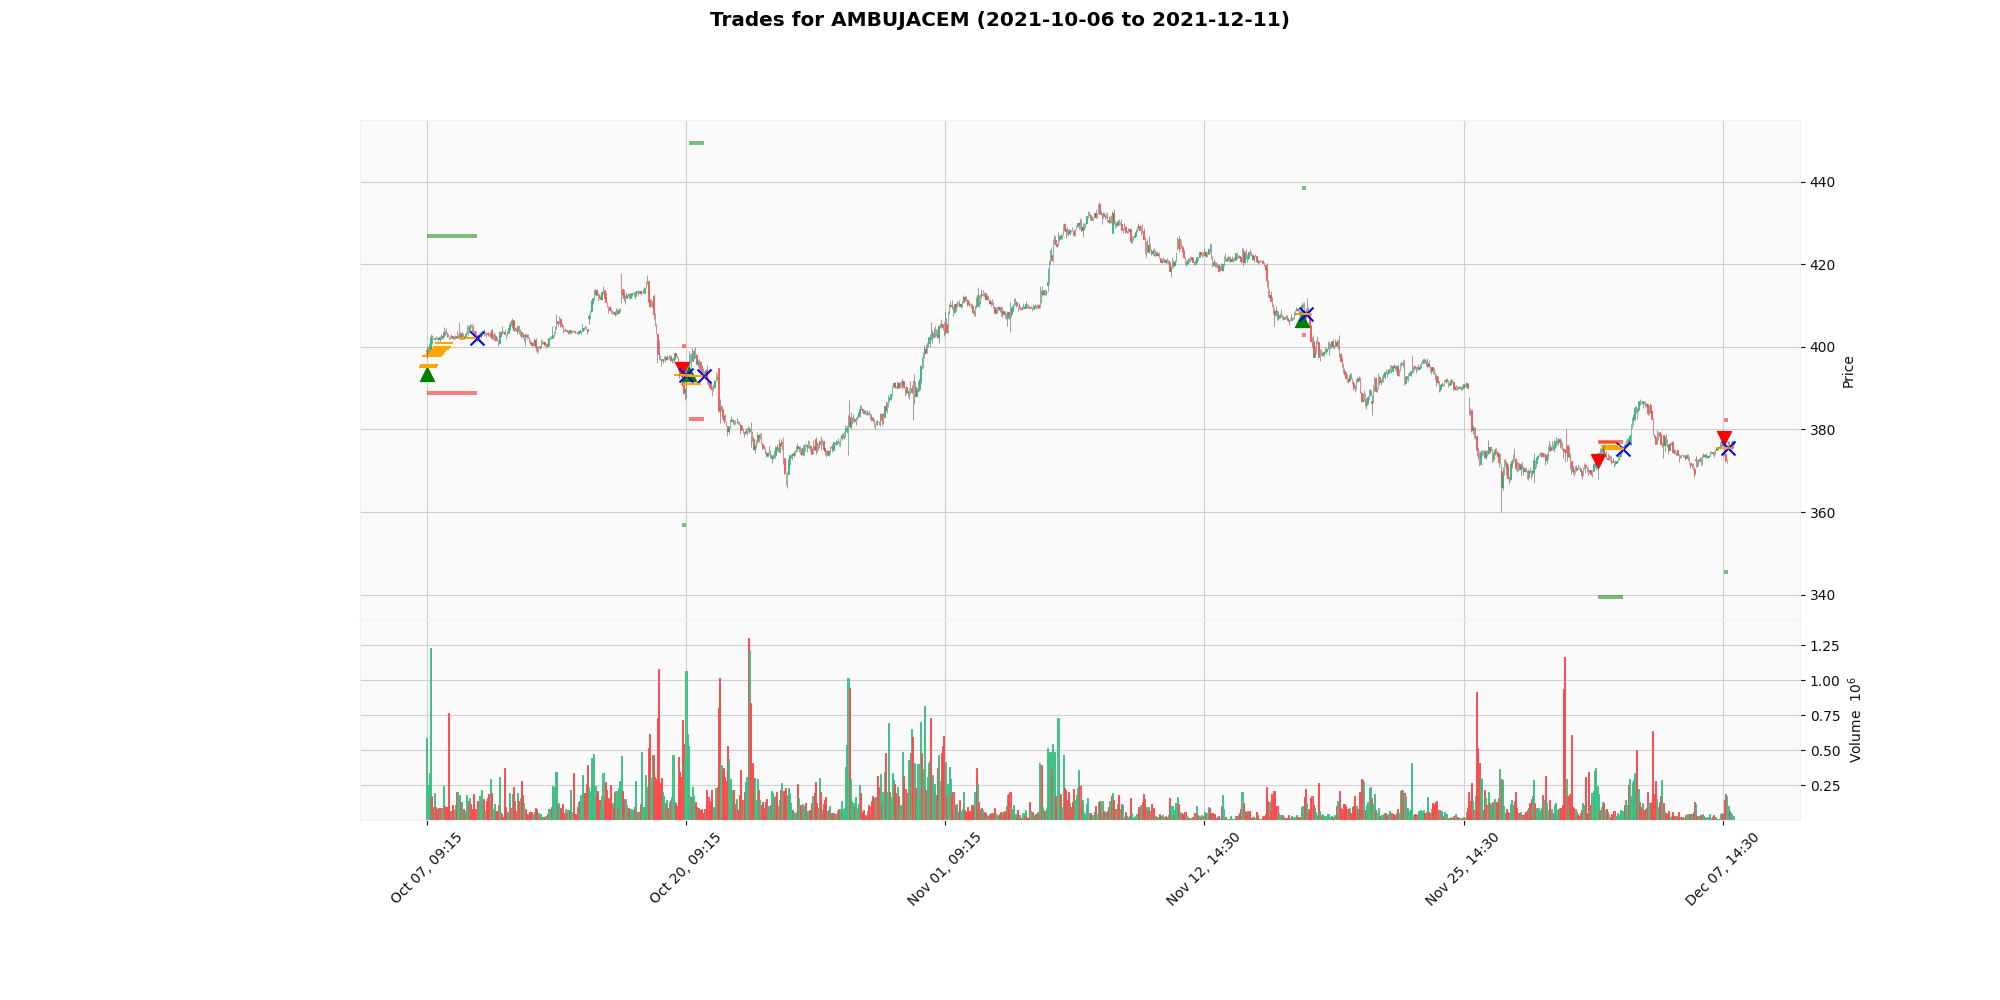 Trades for AMBUJACEM (2021-10-06 to 2021-12-11)
440
420
400
380
360
340
Price
1.25
1.00
0.75
0.50
0.25
Volume 10^6
Oct 07, 09:15
Oct 20, 09:15
Nov 01, 09:15
Nov 12, 14:30
Nov 25, 14:30
Dec 07, 14:30